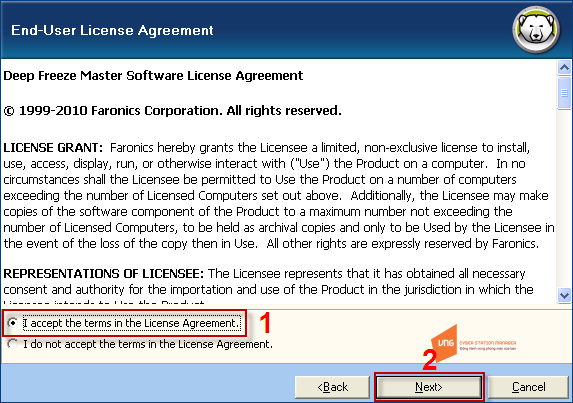 End-User License Agreement
Deep Freeze Master Software License Agreement
© 1999-2010 Faronics Corporation. All rights reserved.
LICENSE GRANT: Faronics hereby grants the Licensee a limited, non-exclusive license to install,
use, access, display, run, or otherwise interact with ("Use") the Product on a computer. In no
circumstances shall the Licensee be permitted to Use the Product on a number of computers
exceeding the number of Licensed Computers set out above. Additionally, the Licensee may make
copies of the software component of the Product to a maximum number not exceeding the
number of Licensed Computers, to be held as archival copies and only to be Used by the Licensee in
the event of the loss of the copy then in Use. All other rights are expressly reserved by Faronics.
REPRESENTATIONS OF LICENSEE: The Licensee represents that it has obtained all necessary
consent and authority for the importation and use of the Product in the jurisdiction in which the
Licensee intends to Use the Product.
I accept the terms in the License Agreement. 1
I do not accept the terms in the License Agreement.
VNG CYBER STATION MANAGER
2
<Back Next> Cancel